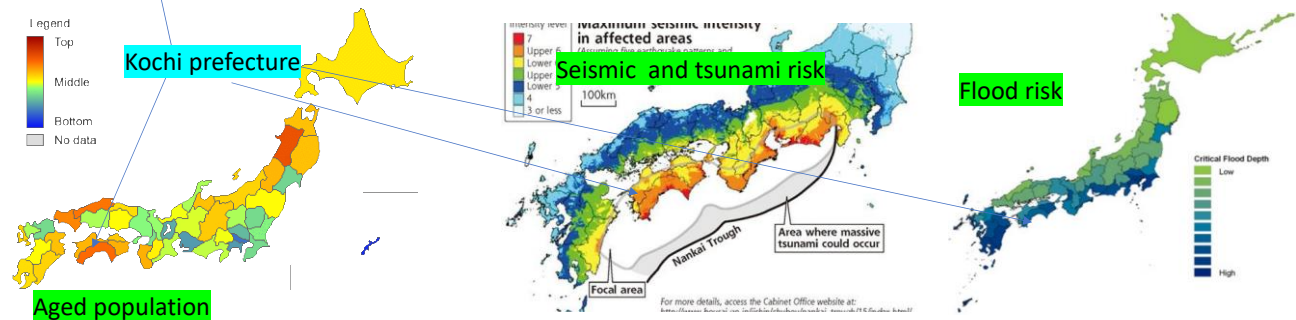 Legend
Top
Middle
Bottom
No data
Kochi prefecture
Aged population
Intensity level
7
Upper 6
Lower
Upper
Lower 5
4
3 or less
100km
Maximum seismic intensity
in affected areas
(Assuming five earthquake patterns and
Seismic and tsunami risk
Nankai Trough
Area where massive
tsunami could occur
Focal area
For more details, access the Cabinet Office website at:
Flood risk
Critical Flood Depth
Low
High